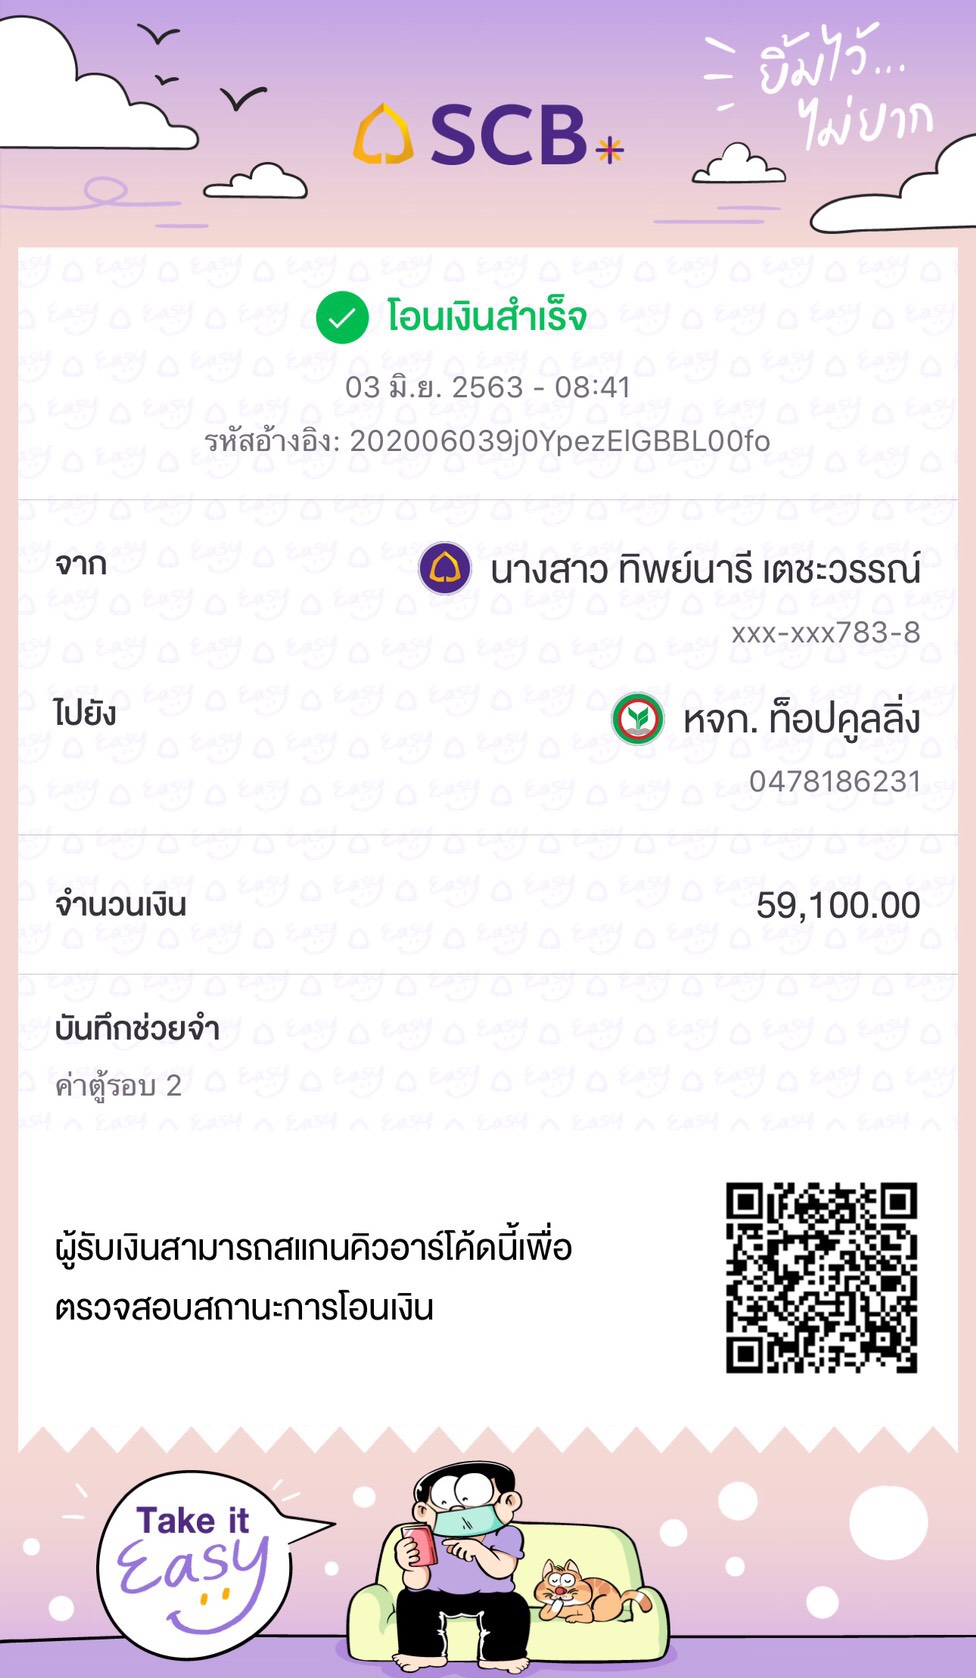 ยิ้มไว้...
ไม่ยาก
SCB
โอนเงินสำเร็จ
03 มิ.ย. 2563 - 08:41
รหัสอ้างอิง: 202006039j0YpezElGBBL00fo
จาก
นางสาว ทิพย์นารี เตชะวรรณ์
xxx-xxx783-8
ไปยัง
หจก. ท็อปคูลลิ่ง
0478186231
จำนวนเงิน
59,100.00
บันทึกช่วยจำ
ค่าตู้รอบ 2
ผู้รับเงินสามารถสแกนคิวอาร์โค้ดนี้เพื่อ
ตรวจสอบสถานะการโอนเงิน
Take it
Easy